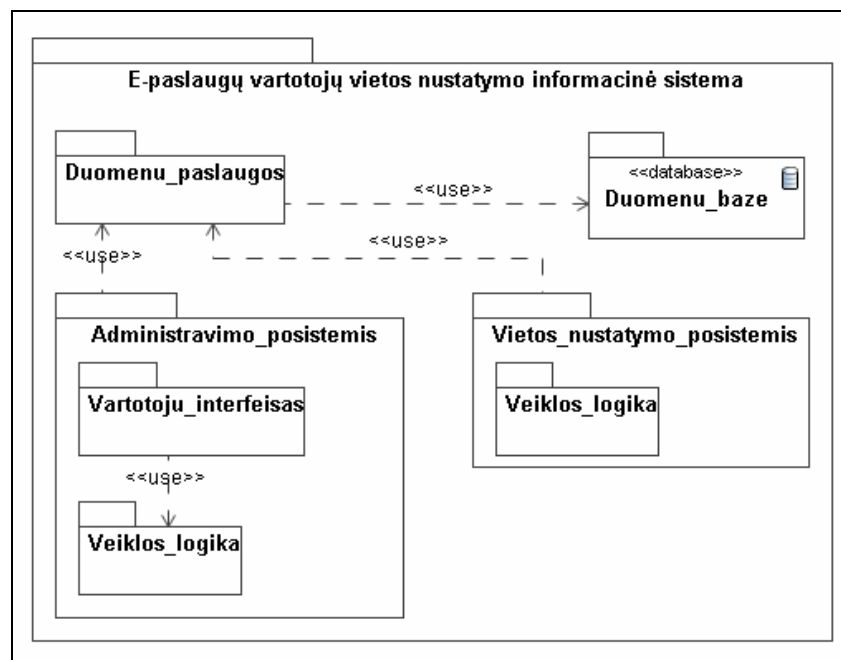 E-paslaugų vartotojų vietos nustatymo informacinė sistema
Duomenu_paslaugos
<<use>>
<<database>>
Duomenu_baze
<<use>>
<<use>>
Administravimo_posistemis
Vartotoju_interfeisas
<<use>>
Veiklos_logika
Vietos_nustatymo_posistemis
Veiklos_logika